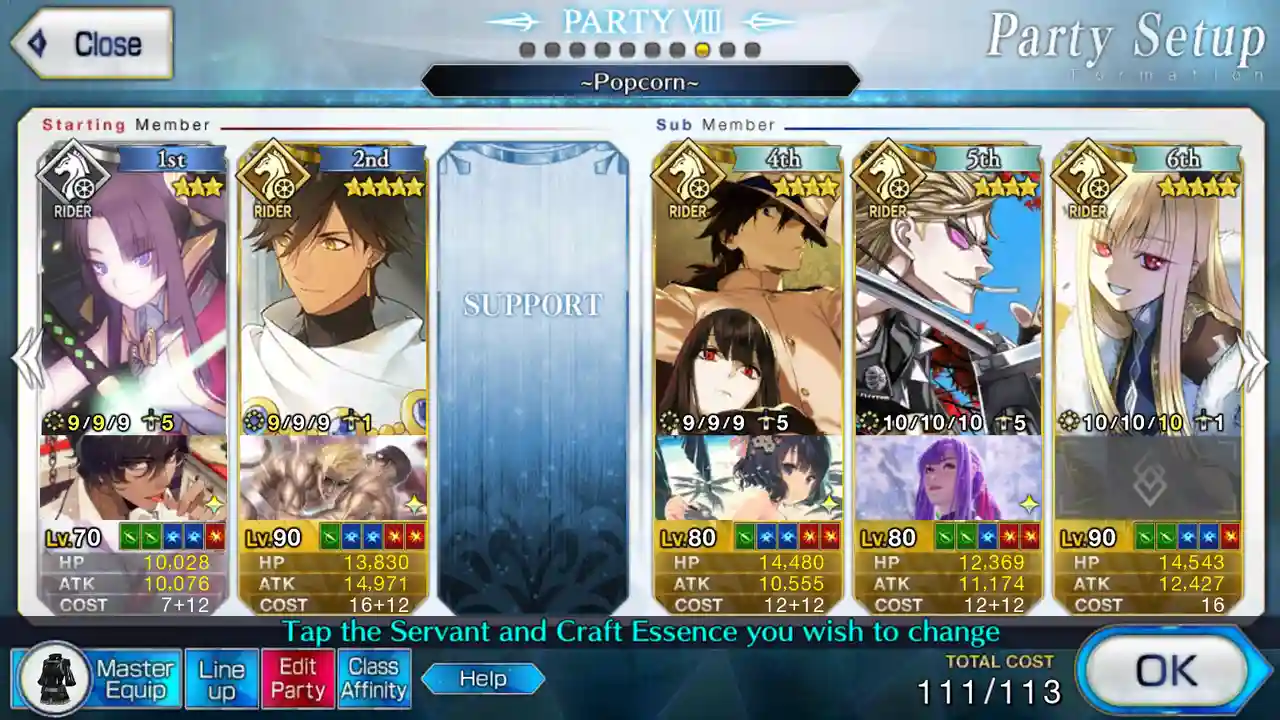 Close
PARTY VIII
Party Setup
Formation
~Popcorn~
Starting Member
Sub Member
1st
RIDER
9/9/9 5
Lv.70
HP 10,028
ATK 10,076
COST 7+12
2nd
RIDER
9/9/9 1
Lv.90
HP 13,830
ATK 14,971
COST 16+12
SUPPORT
4th
RIDER
9/9/9 5
Lv.80
HP 14,480
ATK 10,555
COST 12+12
5th
RIDER
10/10/10 5
Lv.80
HP 12,369
ATK 11,174
COST 12+12
6th
RIDER
10/10/10 1
Lv.90
HP 14,543
ATK 12,427
COST 16
Tap the Servant and Craft Essence you wish to change
Master
Equip
Line
up
Edit
Party
Class
Affinity
Help
TOTAL COST
111/113
OK